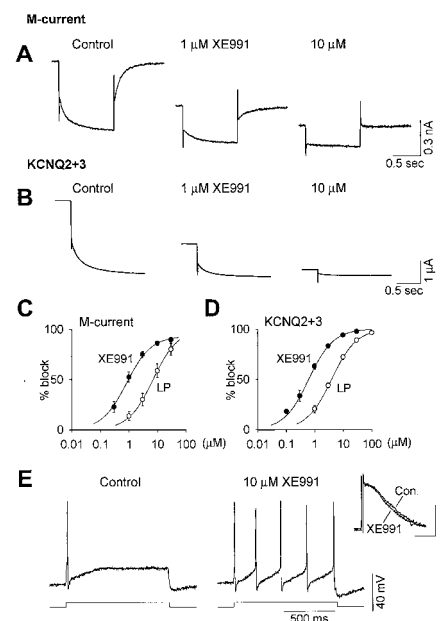 M-current
A
Control
1 μM XE991
10 μM
0.3 nA
0.5 sec
KCNQ2+3
B
Control
1 μM XE991
10 μM
1 μA
0.5 sec
C
M-current
100
50
0
% block
XE991
LP
0.01 0.1 1 10 100 (μM)
D
KCNQ2+3
100
50
0
% block
XE991
LP
0.01 0.1 1 10 100 (μM)
E
Control
10 μM XE991
Con.
XE991
40 mV
500 ms